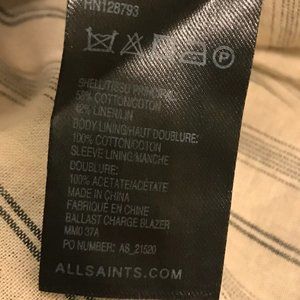 RN128793
SHELL/TISSU PRINCIPAL:
58% COTTON/COTON
42% LINEN/LIN
BODY LINING/HAUT DOUBLURE:
100% COTTON/COTON
SLEEVE LINING/MANCHE
DOUBLURE:
100% ACETATE/ACÉTATE
MADE IN CHINA
FABRIQUÉ EN CHINE
BALLAST CHARGE BLAZER
MM0 37A
PO NUMBER: AS_21520
ALLSAINTS.COM